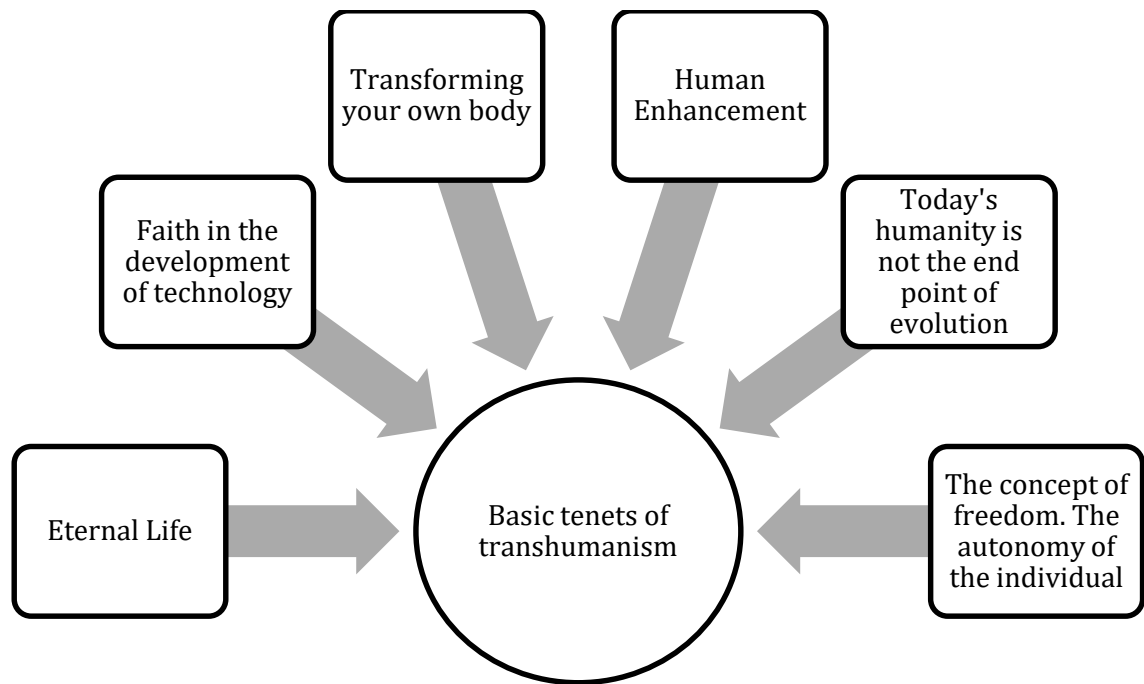 Transforming
your own body
Human
Enhancement
Faith in the
development
of technology
Today's
humanity is
not the end
point of
evolution
Eternal Life
Basic tenets of
transhumanism
The concept of
freedom. The
autonomy of
the individual